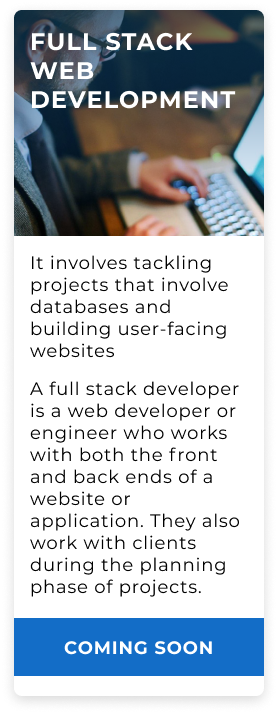 FULL STACK
WEB
DEVELOPMENT
It involves tackling
projects that involve
databases and
building user-facing
websites
A full stack developer
is a web developer or
engineer who works
with both the front
and back ends of a
website or
application. They also
work with clients
during the planning
phase of projects.
COMING SOON